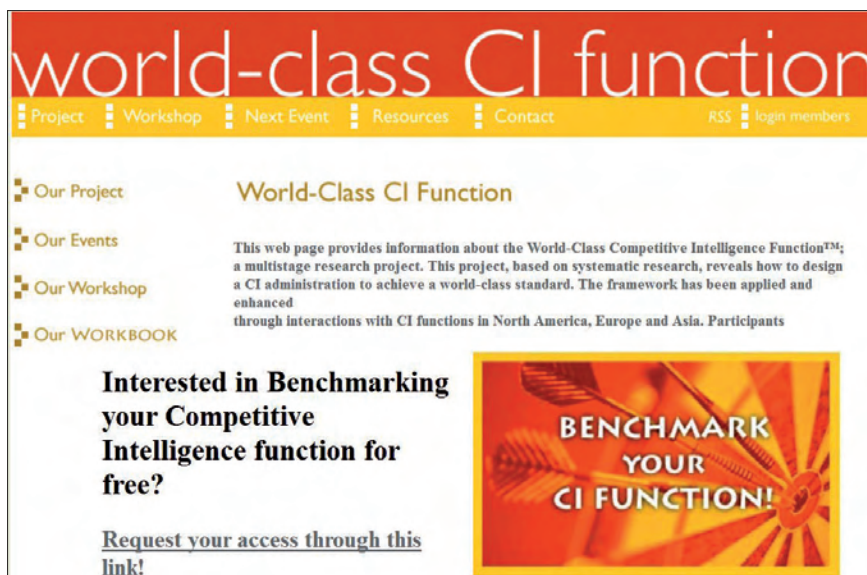 world-class CI function
Project Workshop Next Event Resources Contact RSS login members
Our Project
Our Events
Our Workshop
Our WORKBOOK
World-Class CI Function
This web page provides information about the World-Class Competitive Intelligence Function™;
a multistage research project. This project, based on systematic research, reveals how to design
a CI administration to achieve a world-class standard. The framework has been applied and
enhanced
through interactions with CI functions in North America, Europe and Asia. Participants
Interested in Benchmarking
your Competitive
Intelligence function for
free?
Request your access through this
link!
BENCHMARK
YOUR
CI FUNCTION!